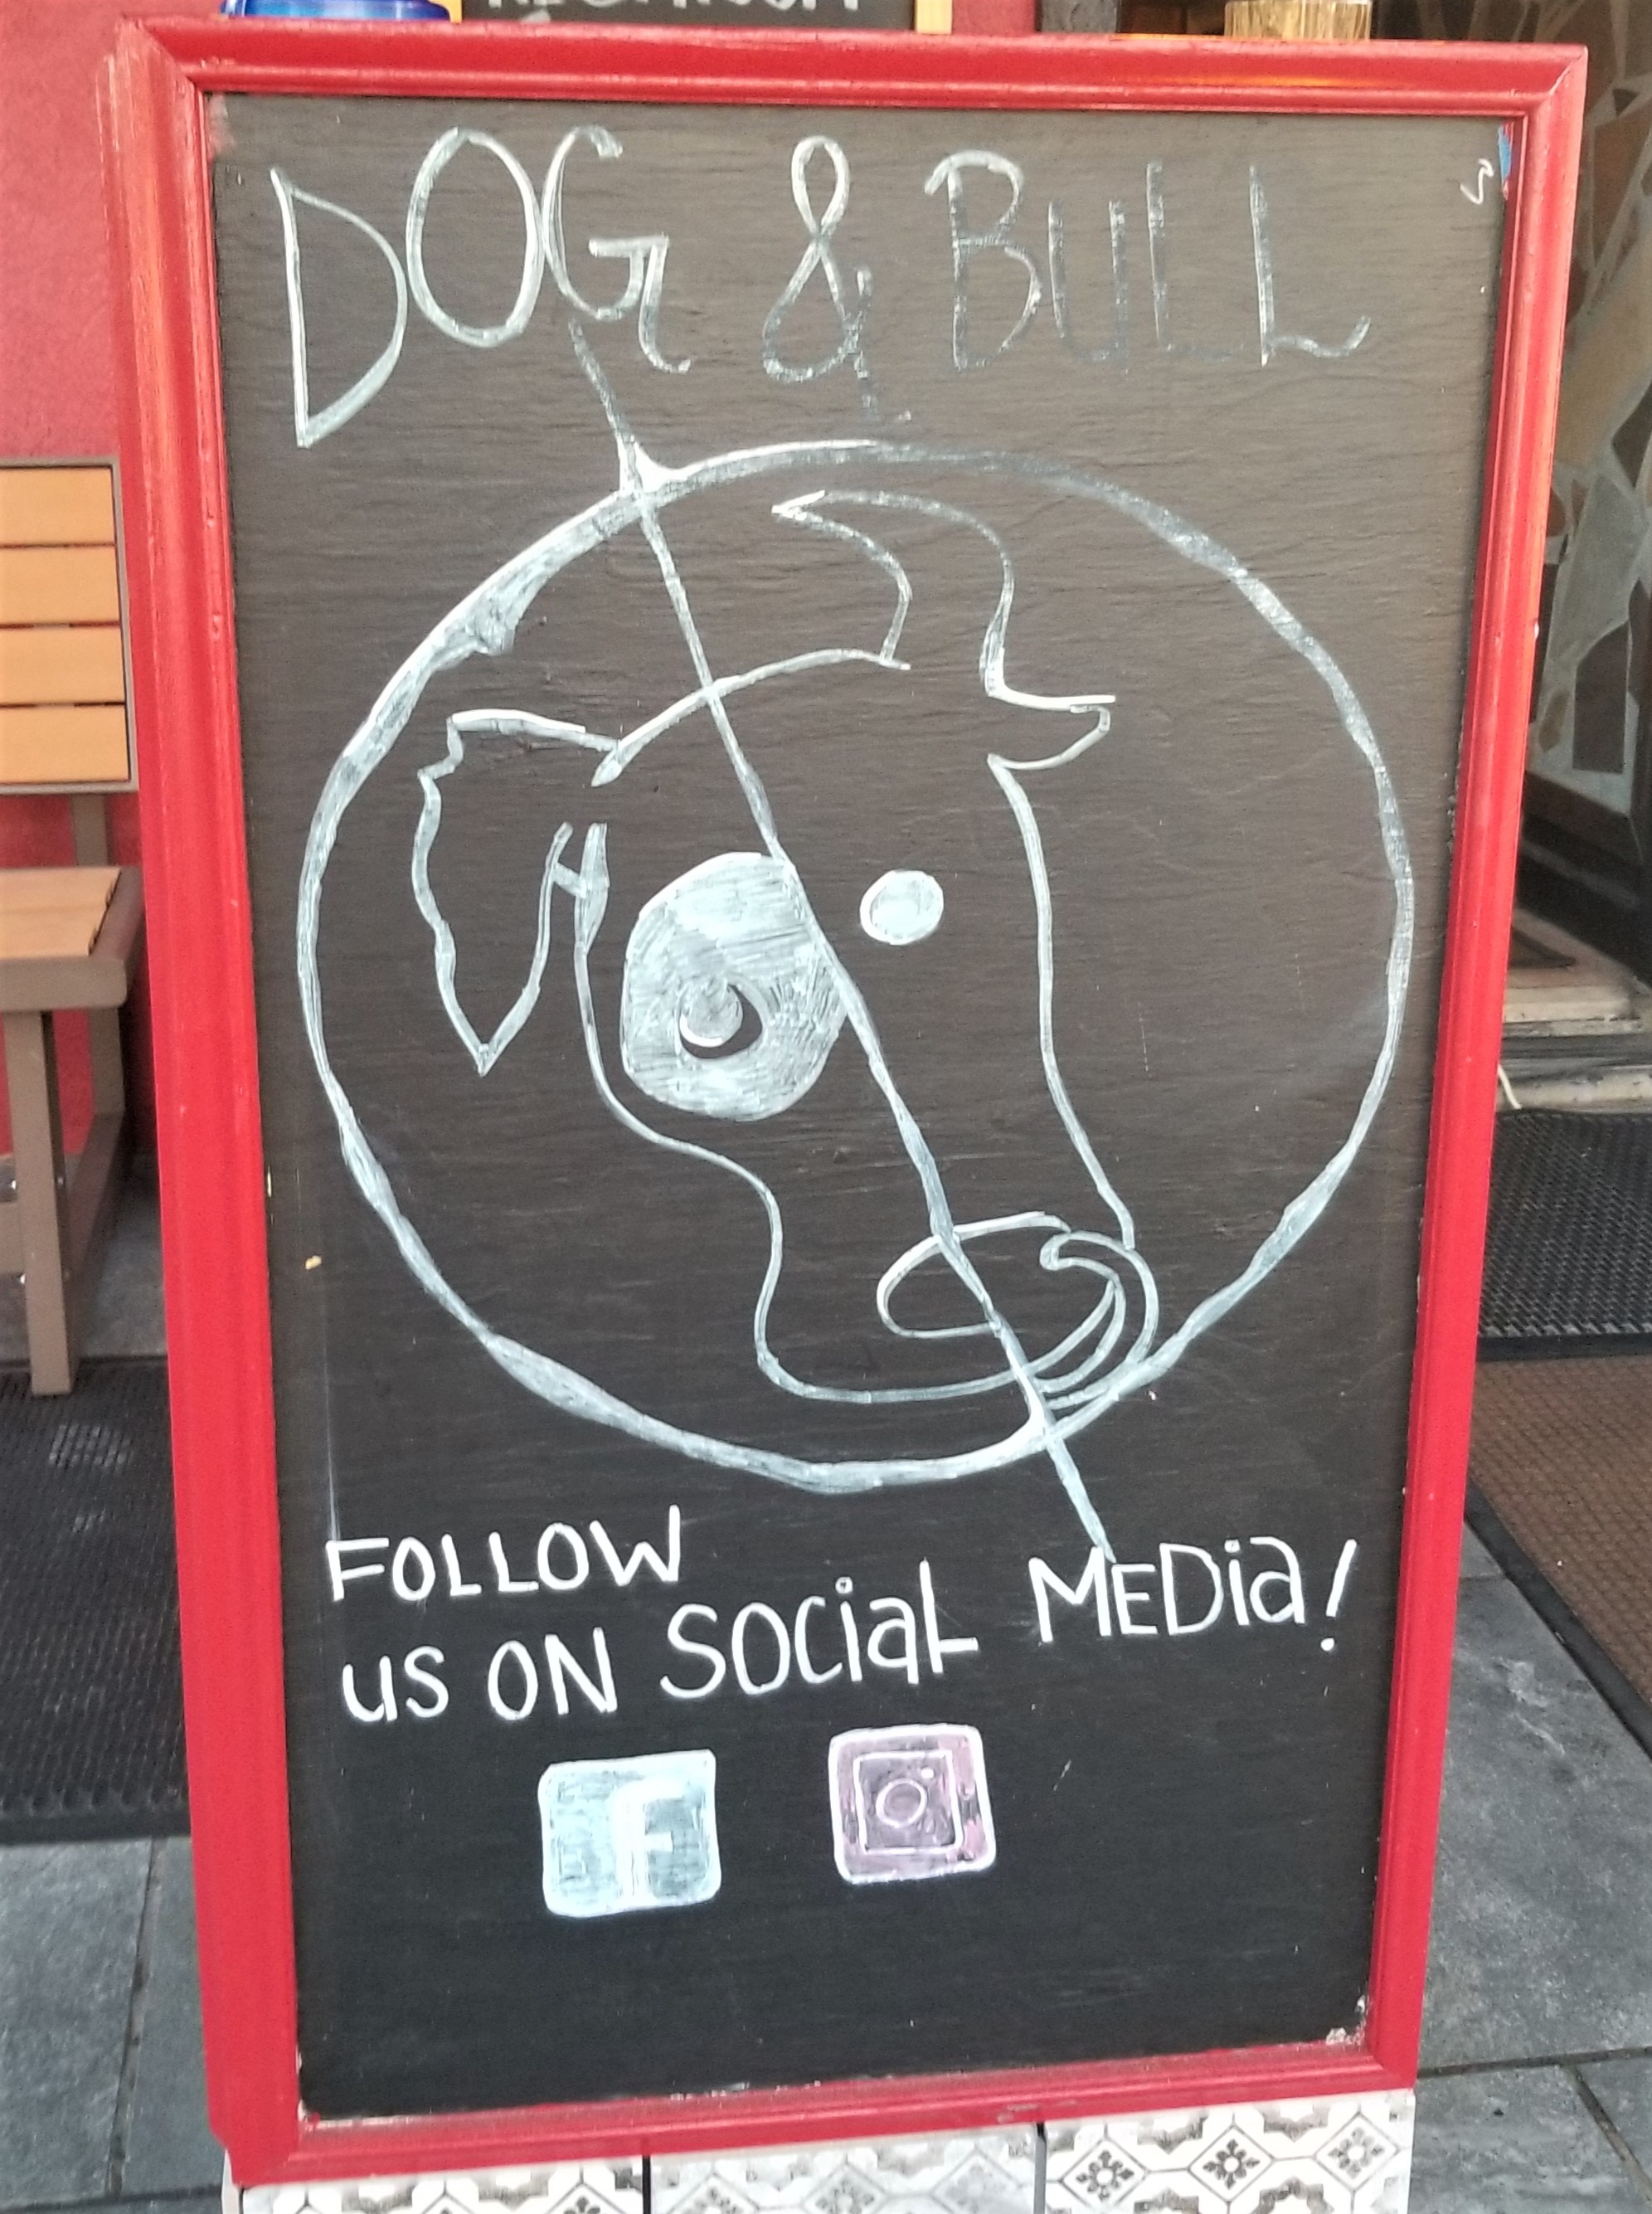 DOG & BULL
FOLLOW
US ON SOCiaL MEDia!
f